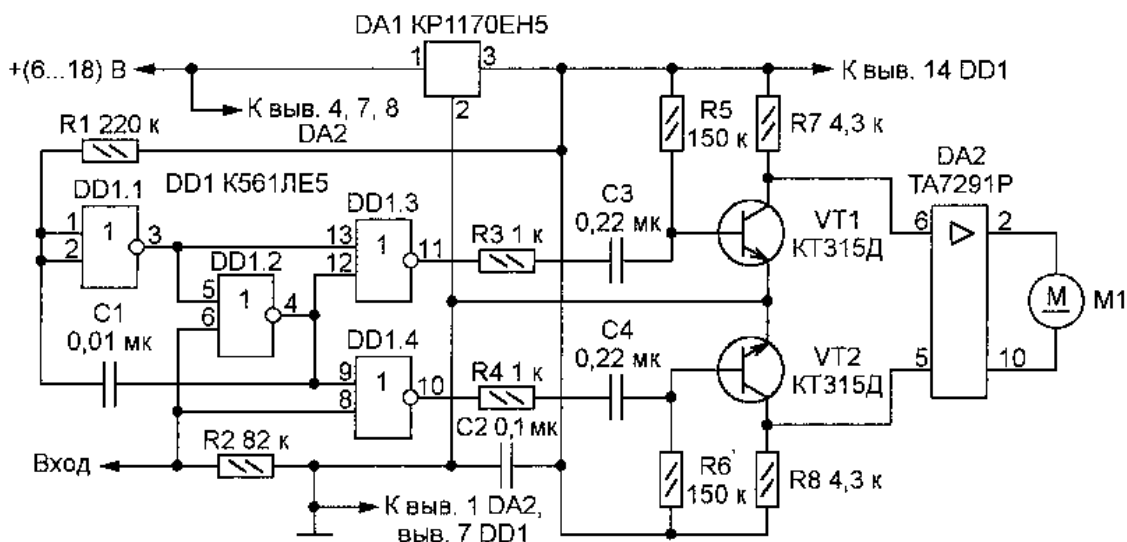 DA1 КР1170ЕН5
+(6...18) В
1
3
2
К выв. 14 DD1
К выв. 4, 7, 8
DA2
R1 220 к
R5
150 к
R7 4,3 к
DD1 К561ЛЕ5
DD1.1
1
2
1
3
DD1.2
5
6
1
4
DD1.3
13
12
1
11
R3 1 к
C3
0,22 мк
VT1
КТ315Д
DA2
TA7291P
6
2
5
10
М
М1
C1
0,01 мк
DD1.4
9
8
1
10
R4 1 к
C4
0,22 мк
VT2
КТ315Д
C2 0,1 мк
Вход
R2 82 к
R6
150 к
R8 4,3 к
К выв. 1 DA2,
выв. 7 DD1